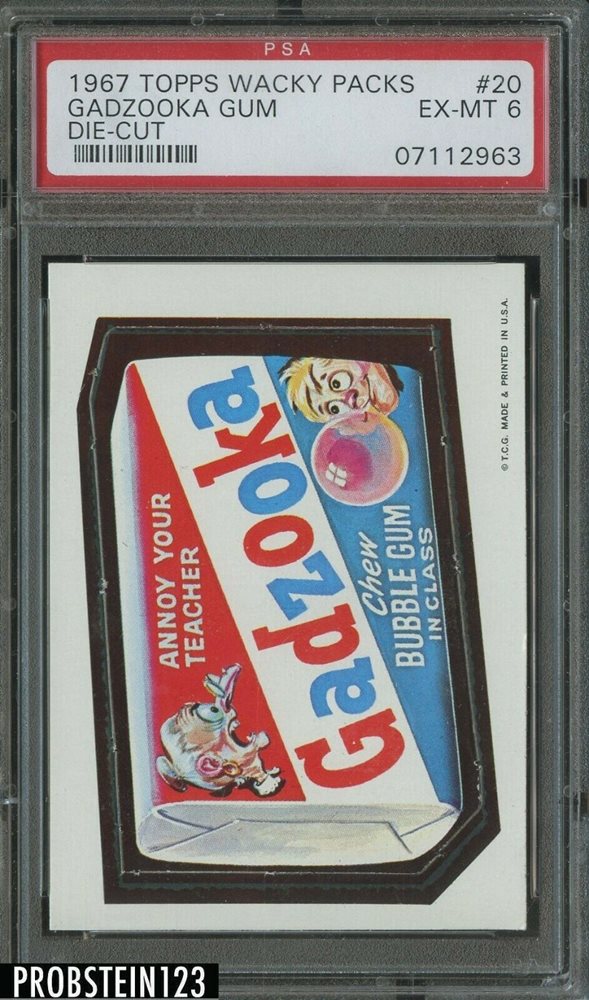 PSA
1967 TOPPS WACKY PACKS #20
GADZOOKA GUM EX-MT 6
DIE-CUT
07112963
© T.C.G. MADE & PRINTED IN U.S.A.
ANNOY YOUR
TEACHER
Gadzooka
Chew
BUBBLE GUM
IN CLASS
PROBSTEIN123